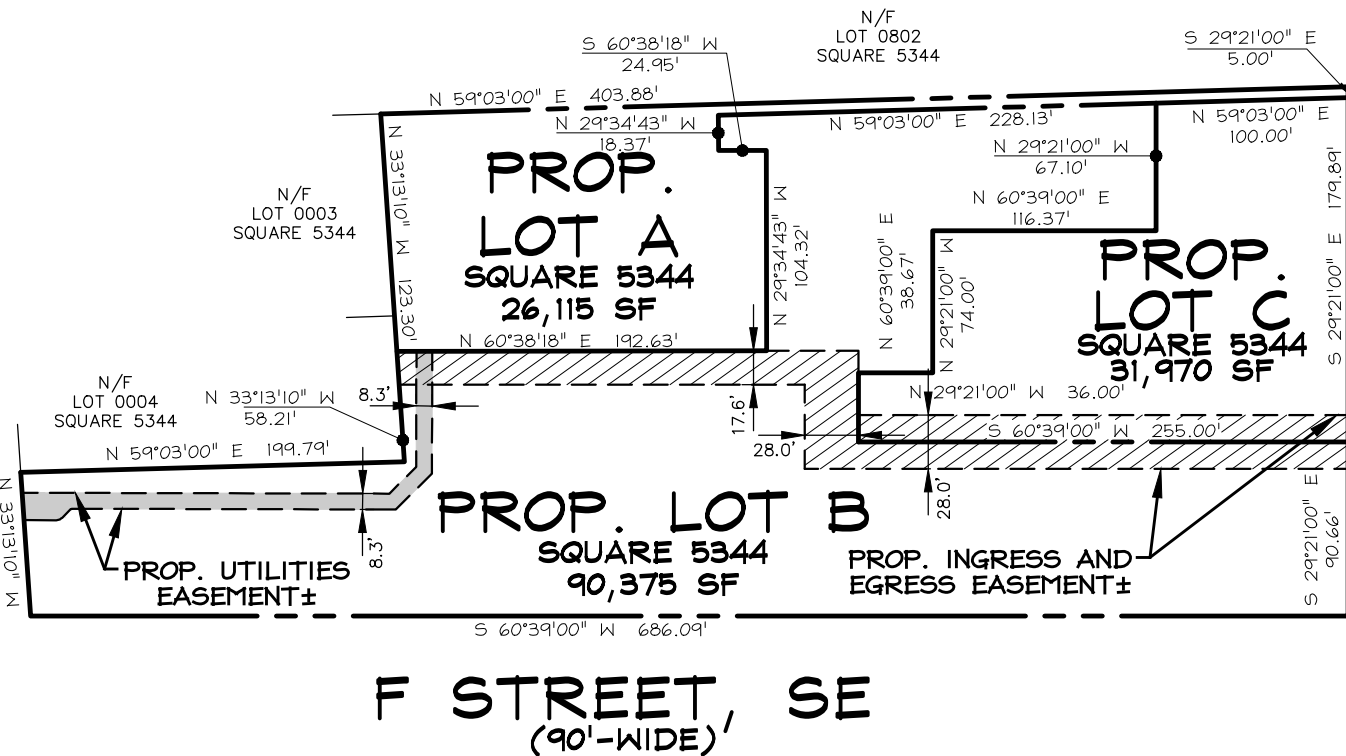 N/F
LOT 0802
SQUARE 5344
S 60°38'18" W
24.95'
S 29°21'00" E
5.00'
N 59°03'00" E 403.88'
N 29°34'43" W
18.37'
N 59°03'00" E 228.13'
N 59°03'00" E
100.00'
N 29°21'00" W
67.10'
N 33°13'10" W 123.30'
PROP.
LOT A
SQUARE 5344
26,115 SF
N/F
LOT 0003
SQUARE 5344
N 29°34'43" W
104.32'
N 60°39'00" E
38.67'
N 60°39'00" E
116.37'
N 29°21'00" W
74.00'
PROP.
LOT C
SQUARE 5344
31,970 SF
S 29°21'00" E 179.89'
N 60°38'18" E 192.63'
N/F
LOT 0004
SQUARE 5344
N 33°13'10" W
58.21'
8.3'
17.6'
N 29°21'00" W 36.00'
28.0'
S 60°39'00" W 255.00'
N 59°03'00" E 199.79'
28.0'
N 33°13'10" W
8.3'
PROP. LOT B
SQUARE 5344
90,375 SF
PROP. UTILITIES
EASEMENT±
PROP. INGRESS AND
EGRESS EASEMENT±
S 29°21'00" E
90.66'
S 60°39'00" W 686.09'
F STREET, SE
(90'-WIDE)